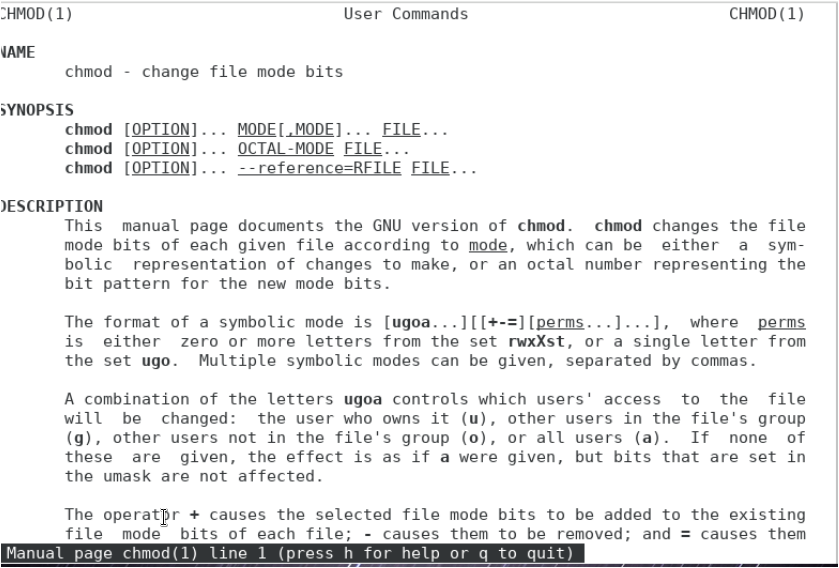 CHMOD(1) User Commands CHMOD(1)
NAME
chmod - change file mode bits
SYNOPSIS
chmod [OPTION]... MODE[,MODE]... FILE...
chmod [OPTION]... OCTAL-MODE FILE...
chmod [OPTION]... --reference=RFILE FILE...
DESCRIPTION
This manual page documents the GNU version of chmod. chmod changes the file
mode bits of each given file according to mode, which can be either a sym-
bolic representation of changes to make, or an octal number representing the
bit pattern for the new mode bits.
The format of a symbolic mode is [ugoa...][[+-=][perms...]...], where perms
is either zero or more letters from the set rwxXst, or a single letter from
the set ugo. Multiple symbolic modes can be given, separated by commas.
A combination of the letters ugoa controls which users' access to the file
will be changed: the user who owns it (u), other users in the file's group
(g), other users not in the file's group (o), or all users (a). If none of
these are given, the effect is as if a were given, but bits that are set in
the umask are not affected.
The operator + causes the selected file mode bits to be added to the existing
file mode bits of each file; - causes them to be removed; and = causes them
Manual page chmod(1) line 1 (press h for help or q to quit)